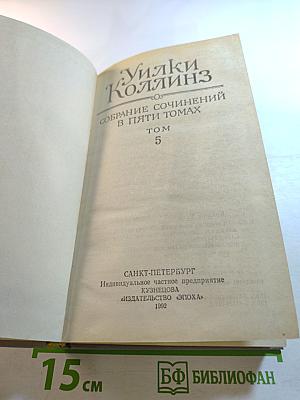 Уилки
Коллинз
СОБРАНИЕ СОЧИНЕНИЙ
В ПЯТИ ТОМАХ
ТОМ
5
САНКТ-ПЕТЕРБУРГ
Индивидуальное частное предприятие
КУЗНЕЦОВА
«ИЗДАТЕЛЬСТВО «ЭПОХА»
1992
15 см
БФ БИБЛИОФАН